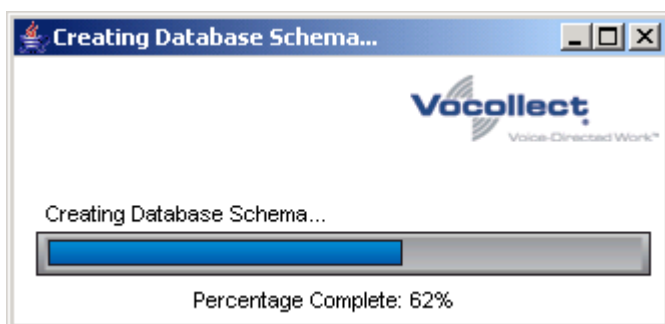 Creating Database Schema...
Vocollect
Voice-Directed Work™
Creating Database Schema...
Percentage Complete: 62%